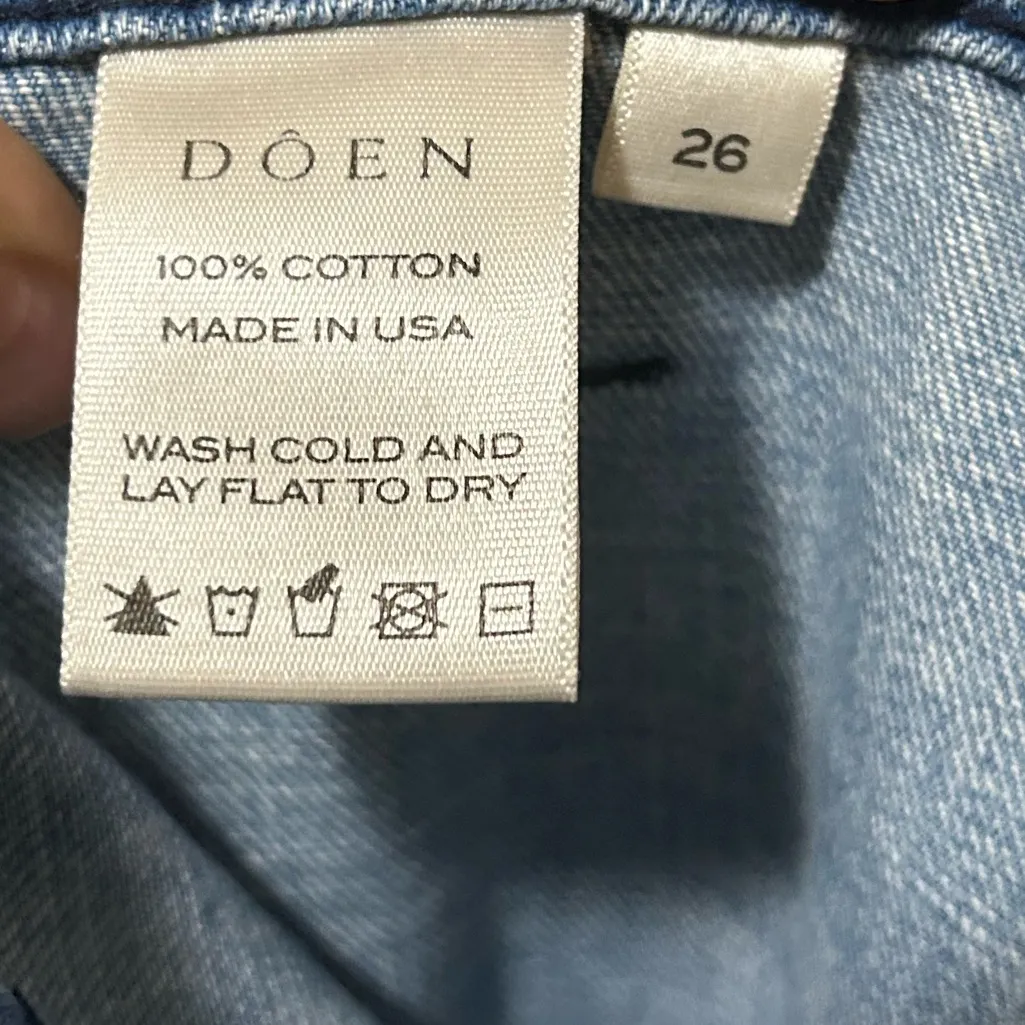 DÔEN
100% COTTON
MADE IN USA
WASH COLD AND
LAY FLAT TO DRY
26